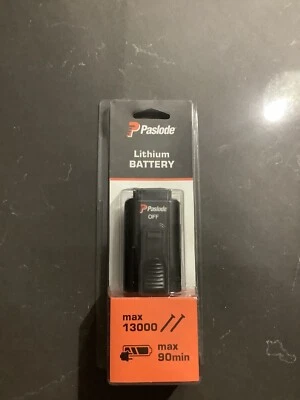 Paslode
Lithium
BATTERY
Paslode
OFF
max
13000
max
90min